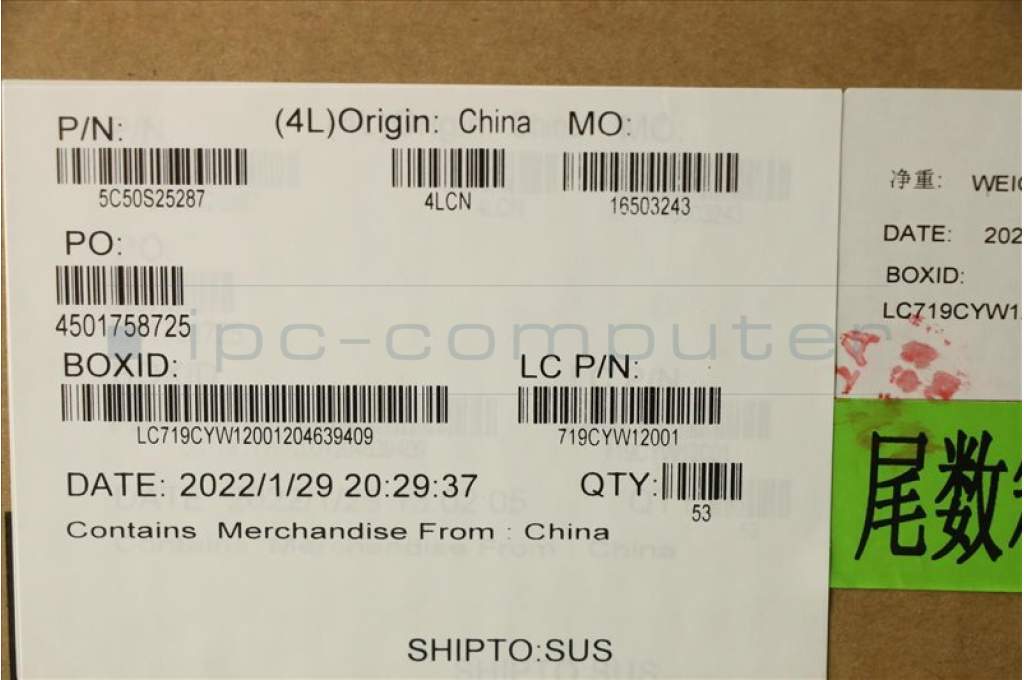 P/N: (4L)Origin: China MO:
5C50S25287 4LCN 16503243
PO:
4501758725
BOXID: LC P/N:
LC719CYW12001204639409 719CYW12001
DATE: 2022/1/29 20:29:37 QTY:
53
Contains Merchandise From : China
SHIPTO:SUS
净重:
DATE: 202
BOXID:
LC719CYW1
尾数
ipc-computer